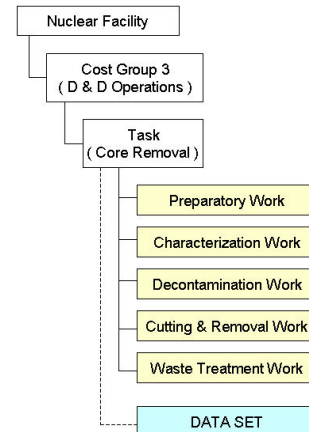 Nuclear Facility
Cost Group 3
( D & D Operations )
Task
( Core Removal )
Preparatory Work
Characterization Work
Decontamination Work
Cutting & Removal Work
Waste Treatment Work
DATA SET